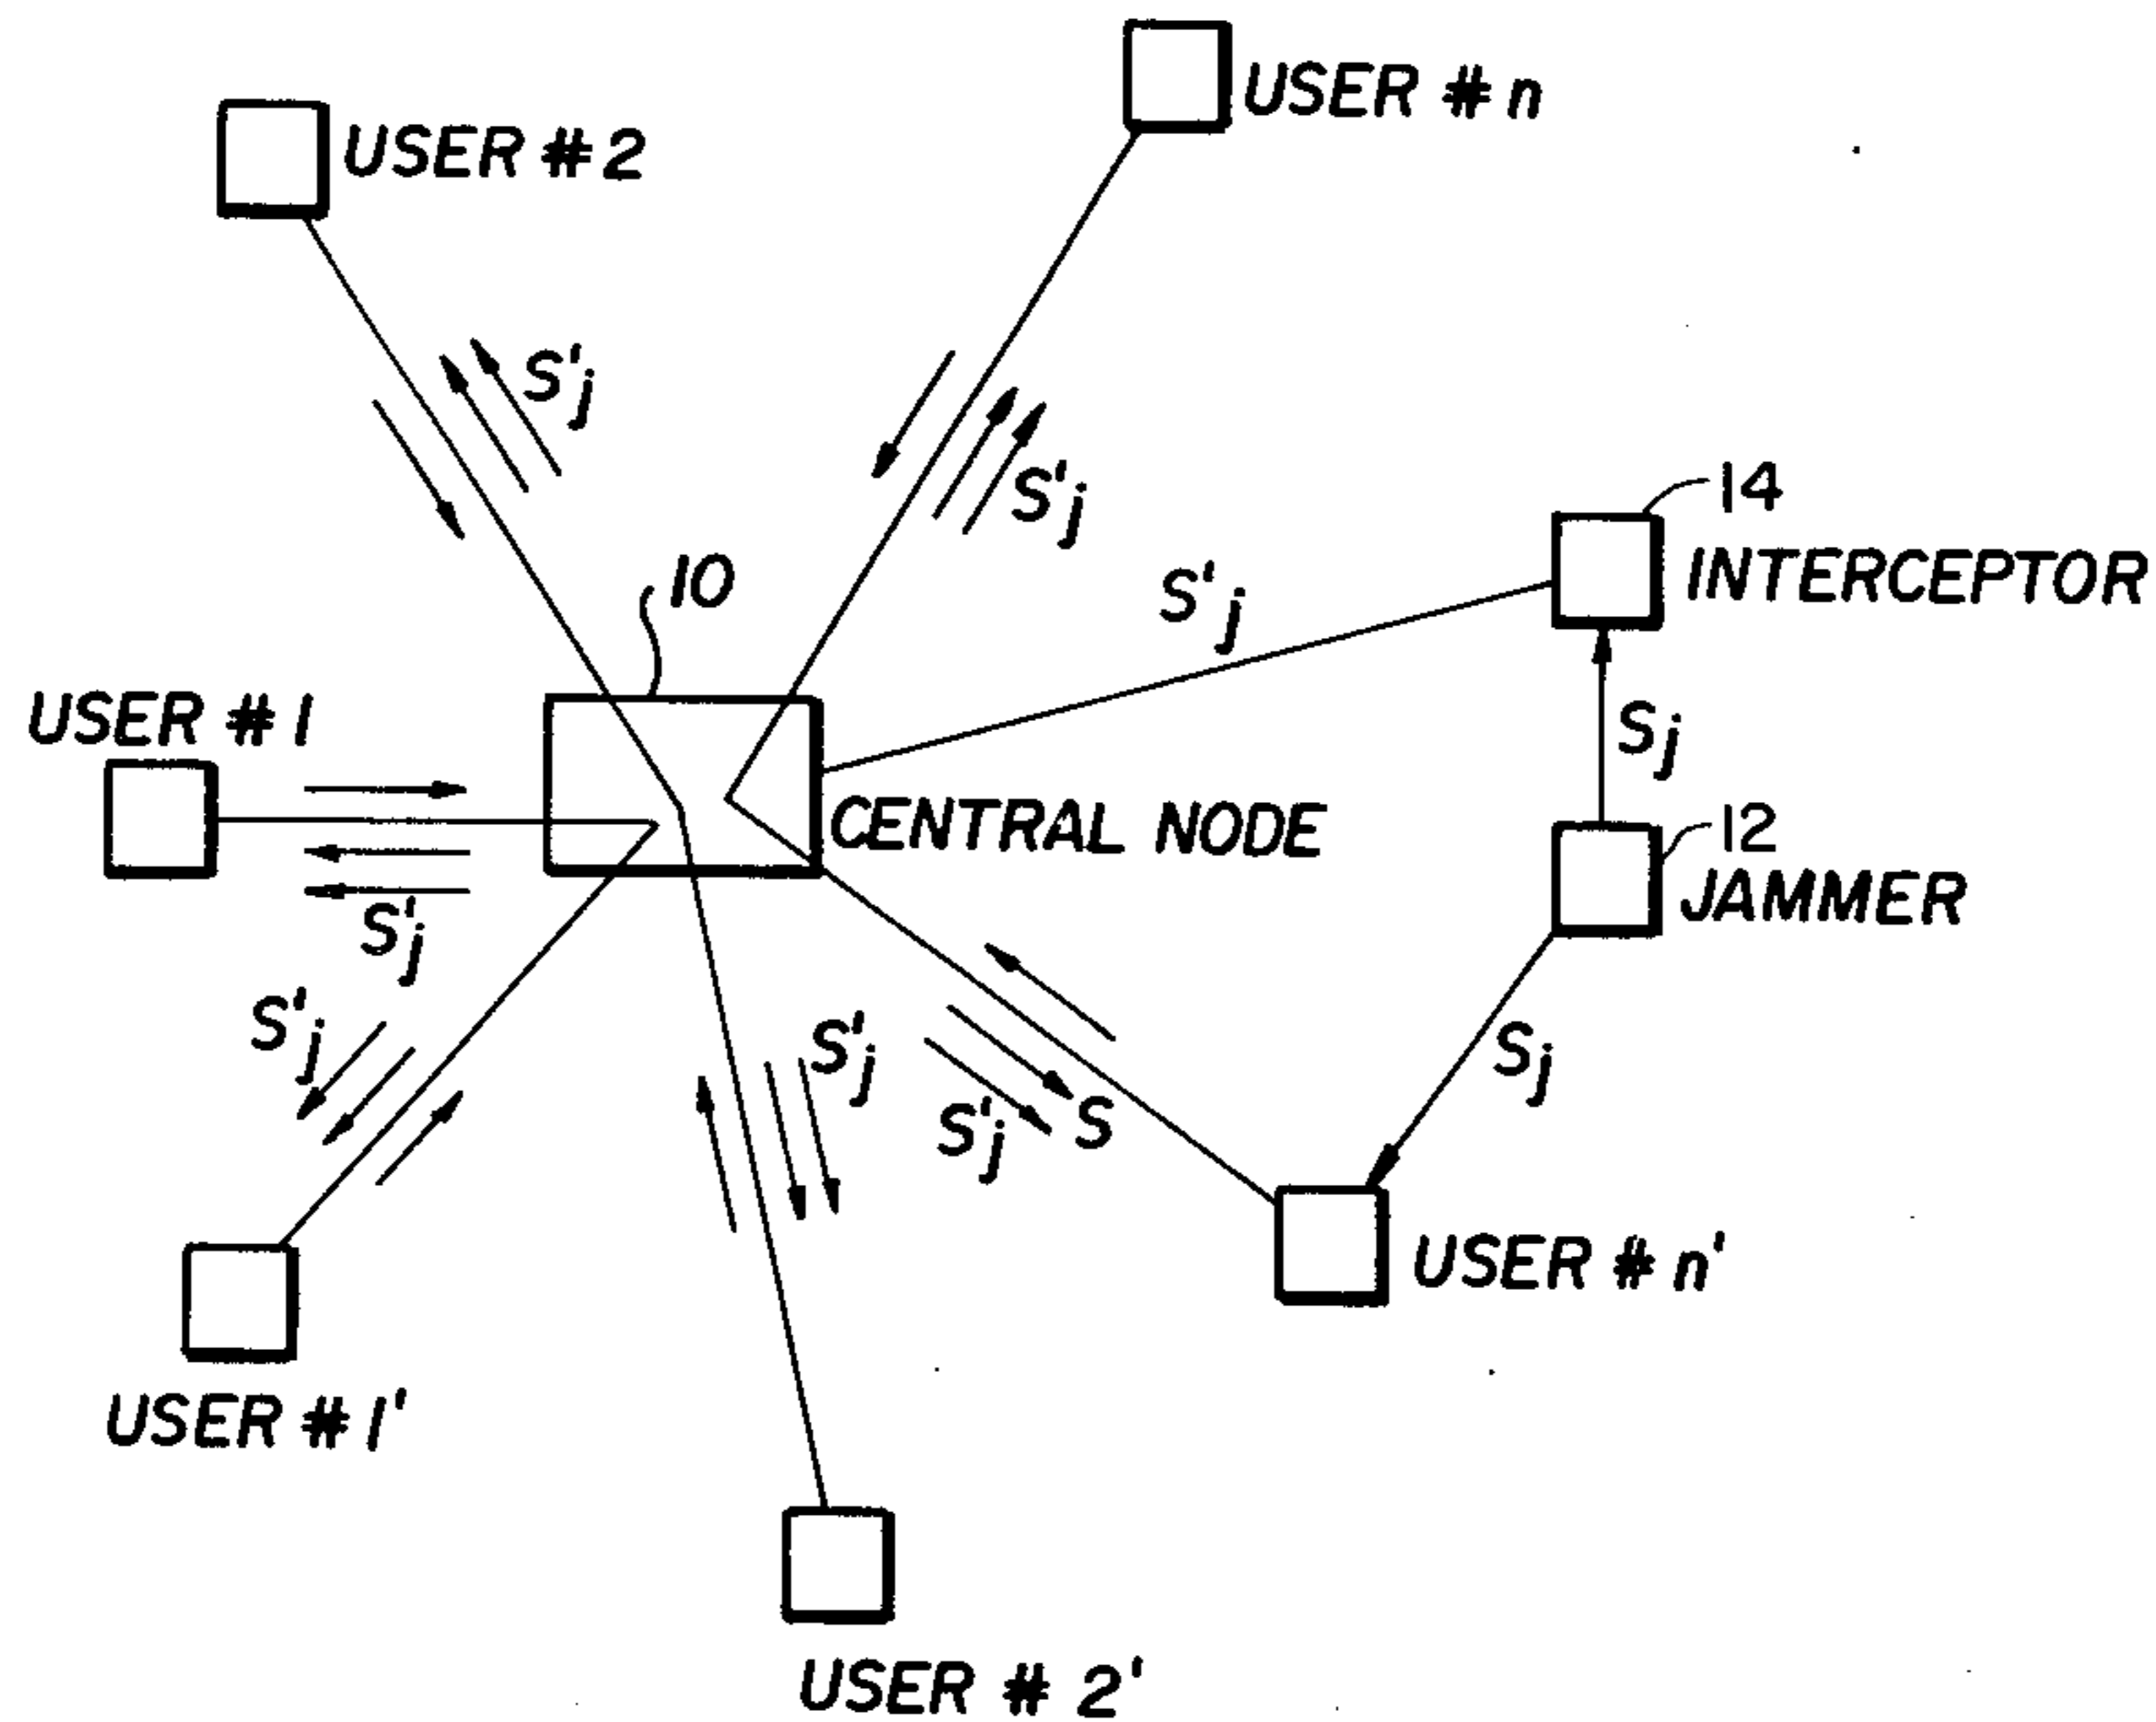 USER #n
USER #2
S'j
S'j
14
INTERCEPTOR
10
S'j
USER #1
Sj
CENTRAL NODE
12
JAMMER
S'j
S'j
S'j
Sj
S'j
S
USER #n'
USER #1'
USER #2'